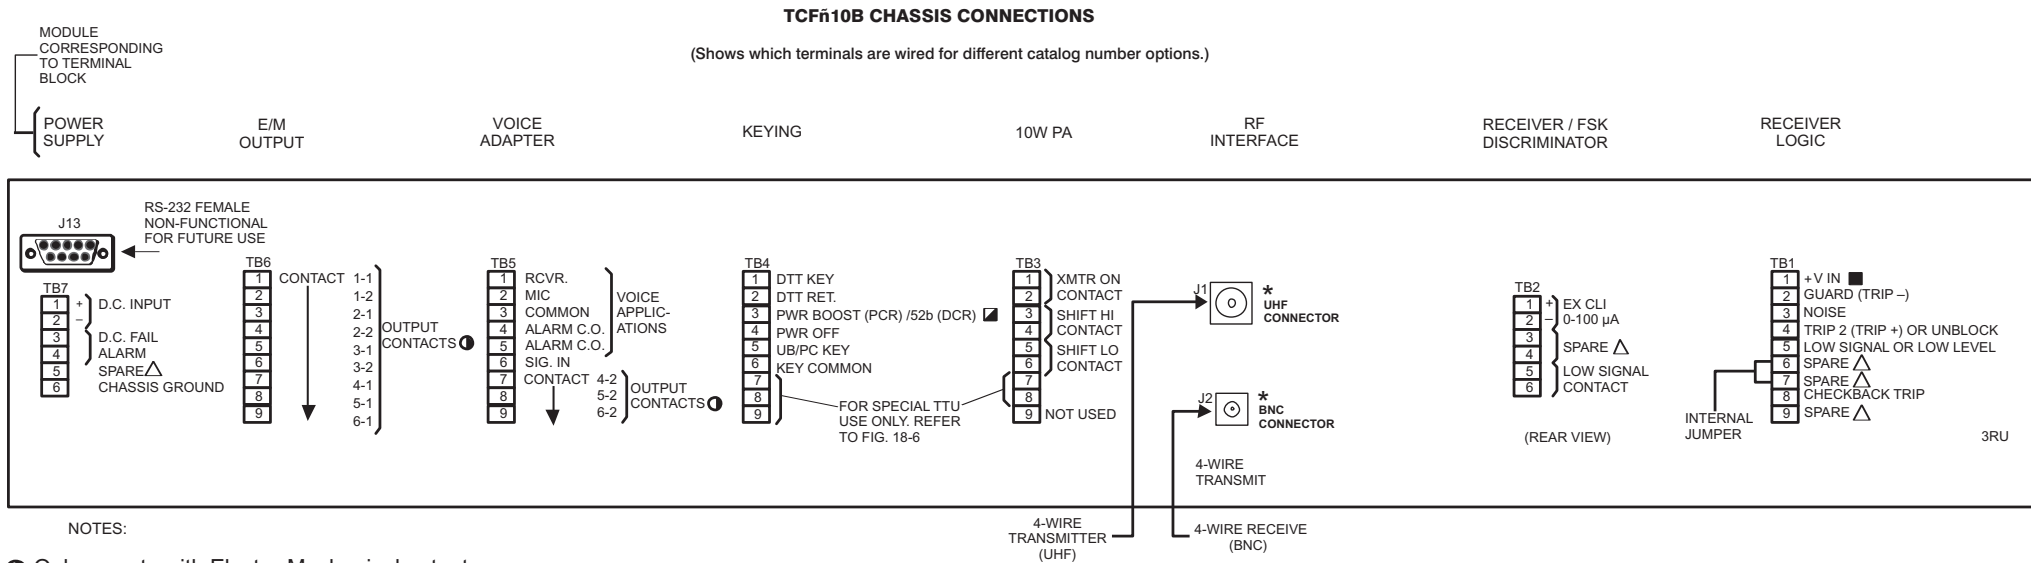 TCFñ10B CHASSIS CONNECTIONS
(Shows which terminals are wired for different catalog number options.)
MODULE
CORRESPONDING
TO TERMINAL
BLOCK
POWER
SUPPLY
E/M
OUTPUT
VOICE
ADAPTER
KEYING
10W PA
RF
INTERFACE
RECEIVER / FSK
DISCRIMINATOR
RECEIVER
LOGIC
J13
RS-232 FEMALE
NON-FUNCTIONAL
FOR FUTURE USE
TB7
1 + D.C. INPUT
2 –
3 D.C. FAIL
4 ALARM
5 SPARE △
6 CHASSIS GROUND
TB6
1 CONTACT 1-1
2 1-2
3 2-1
4 2-2
5 3-1
6 3-2
7 4-1
8 5-1
9 6-1
OUTPUT
CONTACTS ◑
TB5
1 RCVR.
2 MIC
3 COMMON
4 ALARM C.O.
5 ALARM C.O.
6 SIG. IN
7 CONTACT 4-2
8 5-2
9 6-2
VOICE
APPLIC-
ATIONS
OUTPUT
CONTACTS ◑
TB4
1 DTT KEY
2 DTT RET.
3 PWR BOOST (PCR) /52b (DCR) ◪
4 PWR OFF
5 UB/PC KEY
6 KEY COMMON
7
8
9
FOR SPECIAL TTU
USE ONLY. REFER
TO FIG. 18-6
TB3
1 XMTR ON
2 CONTACT
3 SHIFT HI
4 CONTACT
5 SHIFT LO
6 CONTACT
7
8
9 NOT USED
J1
*
UHF
CONNECTOR
J2
*
BNC
CONNECTOR
4-WIRE
TRANSMIT
TB2
1 + EX CLI
2 – 0-100 µA
3
4
SPARE △
5 LOW SIGNAL
6 CONTACT
(REAR VIEW)
TB1
1 +V IN ■
2 GUARD (TRIP –)
3 NOISE
4 TRIP 2 (TRIP +) OR UNBLOCK
5 LOW SIGNAL OR LOW LEVEL
6 SPARE △
7 SPARE △
8 CHECKBACK TRIP
9 SPARE △
INTERNAL
JUMPER
3RU
NOTES:
4-WIRE
TRANSMITTER
(UHF)
4-WIRE RECEIVE
(BNC)